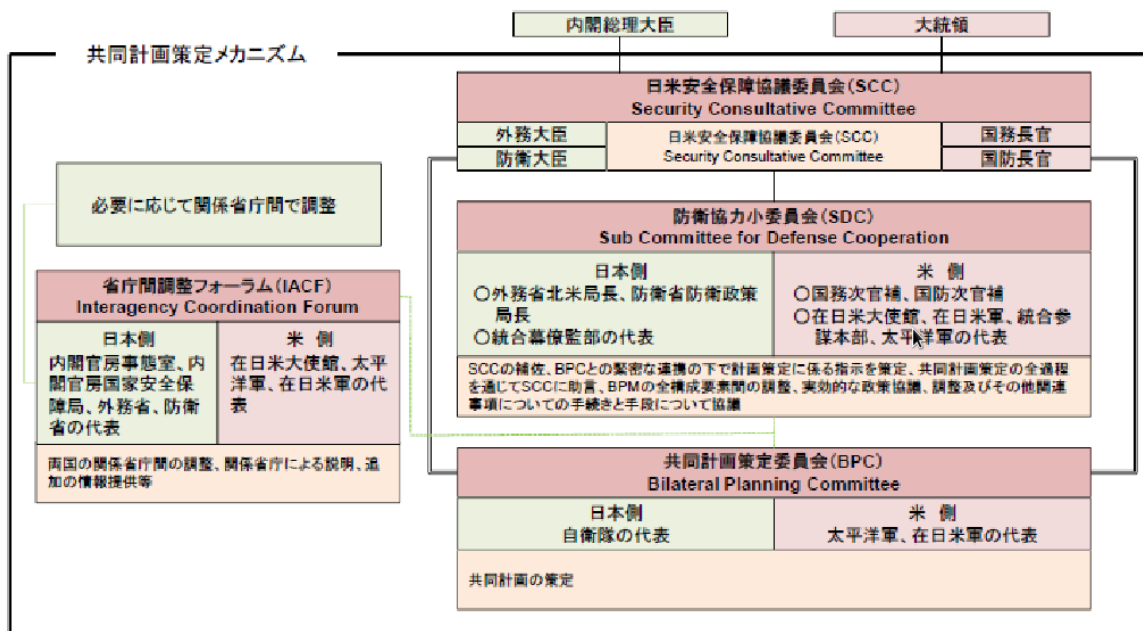 内閣総理大臣
大統領
共同計画策定メカニズム
日米安全保障協議委員会(SCC)
Security Consultative Committee
外務大臣
防衛大臣
日米安全保障協議委員会(SCC)
Security Consultative Committee
国務長官
国防長官
必要に応じて関係省庁間で調整
防衛協力小委員会(SDC)
Sub Committee for Defense Cooperation
日本側
○外務省北米局長、防衛省防衛政策
局長
○統合幕僚監部の代表
米 側
○国務次官補、国防次官補
○在日米大使館、在日米軍、統合参
謀本部、太平洋軍の代表
SCCの補佐、BPCとの緊密な連携の下で計画策定に係る指示を策定、共同計画策定の全過程
を通じてSCCに助言、BPMの全構成要素間の調整、実効的な政策協議、調整及びその他関連
事項についての手続きと手段について協議
省庁間調整フォーラム(IACF)
Interagency Coordination Forum
日本側
内閣官房事態室、内
閣官房国家安全保
障局、外務省、防衛
省の代表
米 側
在日米大使館、太平
洋軍、在日米軍の代
表
両国の関係省庁間の調整、関係省庁による説明、追
加の情報提供等
共同計画策定委員会(BPC)
Bilateral Planning Committee
日本側
自衛隊の代表
米 側
太平洋軍、在日米軍の代表
共同計画の策定